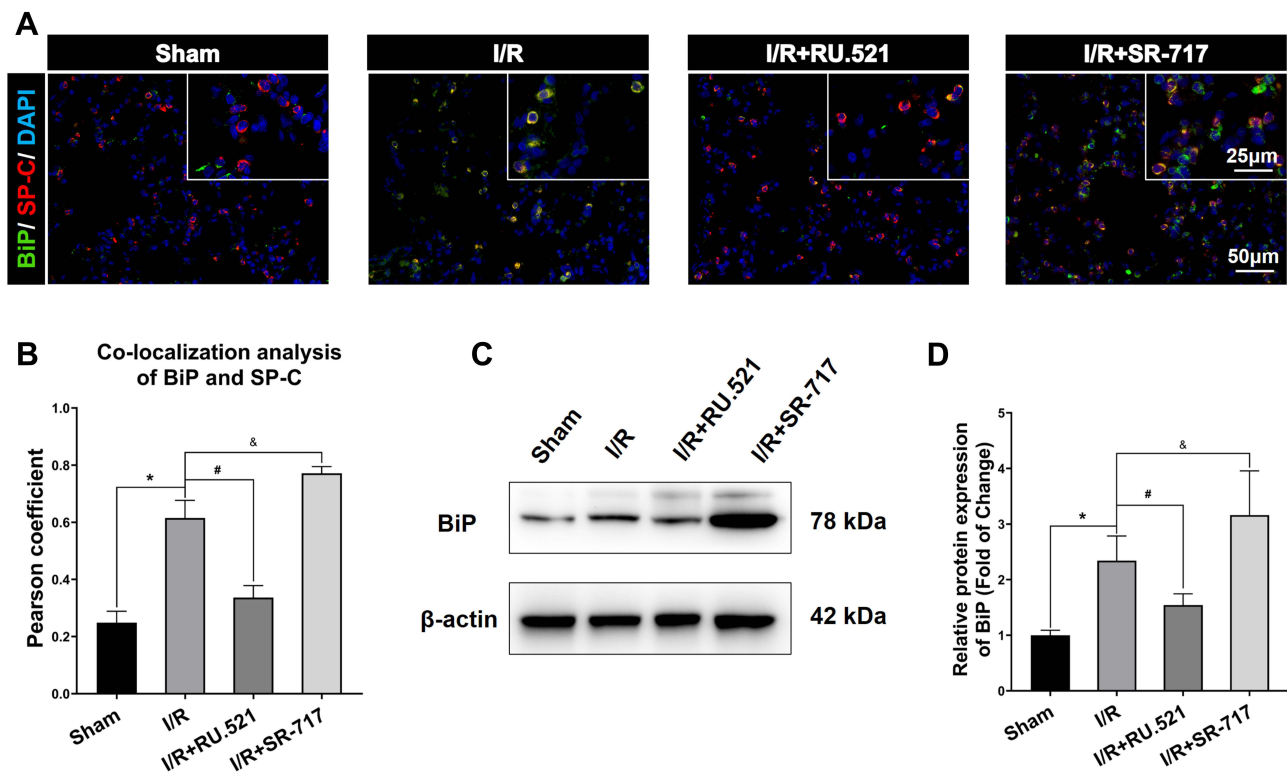 A
Sham
I/R
I/R+RU.521
I/R+SR-717
BiP/ SP-C/ DAPI
25μm
50μm
B
Co-localization analysis
of BiP and SP-C
Pearson coefficient
1.0
0.8
0.6
0.4
0.2
0.0
*
#
&
Sham
I/R
I/R+RU.521
I/R+SR-717
C
Sham
I/R
I/R+RU.521
I/R+SR-717
BiP
78 kDa
β-actin
42 kDa
D
Relative protein expression
of BiP (Fold of Change)
5
4
3
2
1
0
*
#
&
Sham
I/R
I/R+RU.521
I/R+SR-717